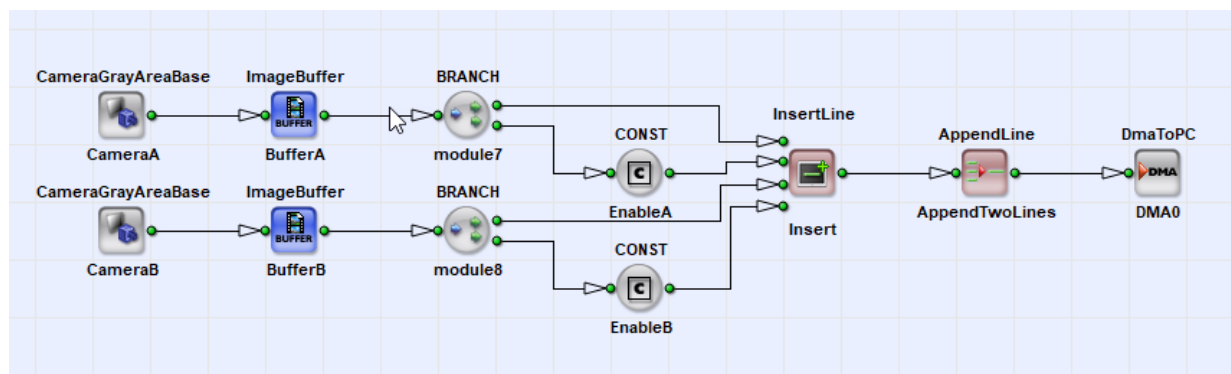 CameraGrayAreaBase ImageBuffer BRANCH
InsertLine
BUFFER
CONST AppendLine DmaToPC
CameraA BufferA module7
C
DMA
CameraGrayAreaBase ImageBuffer BRANCH
EnableA AppendTwoLines DMA0
Insert
BUFFER
CONST
CameraB BufferB module8
C
EnableB